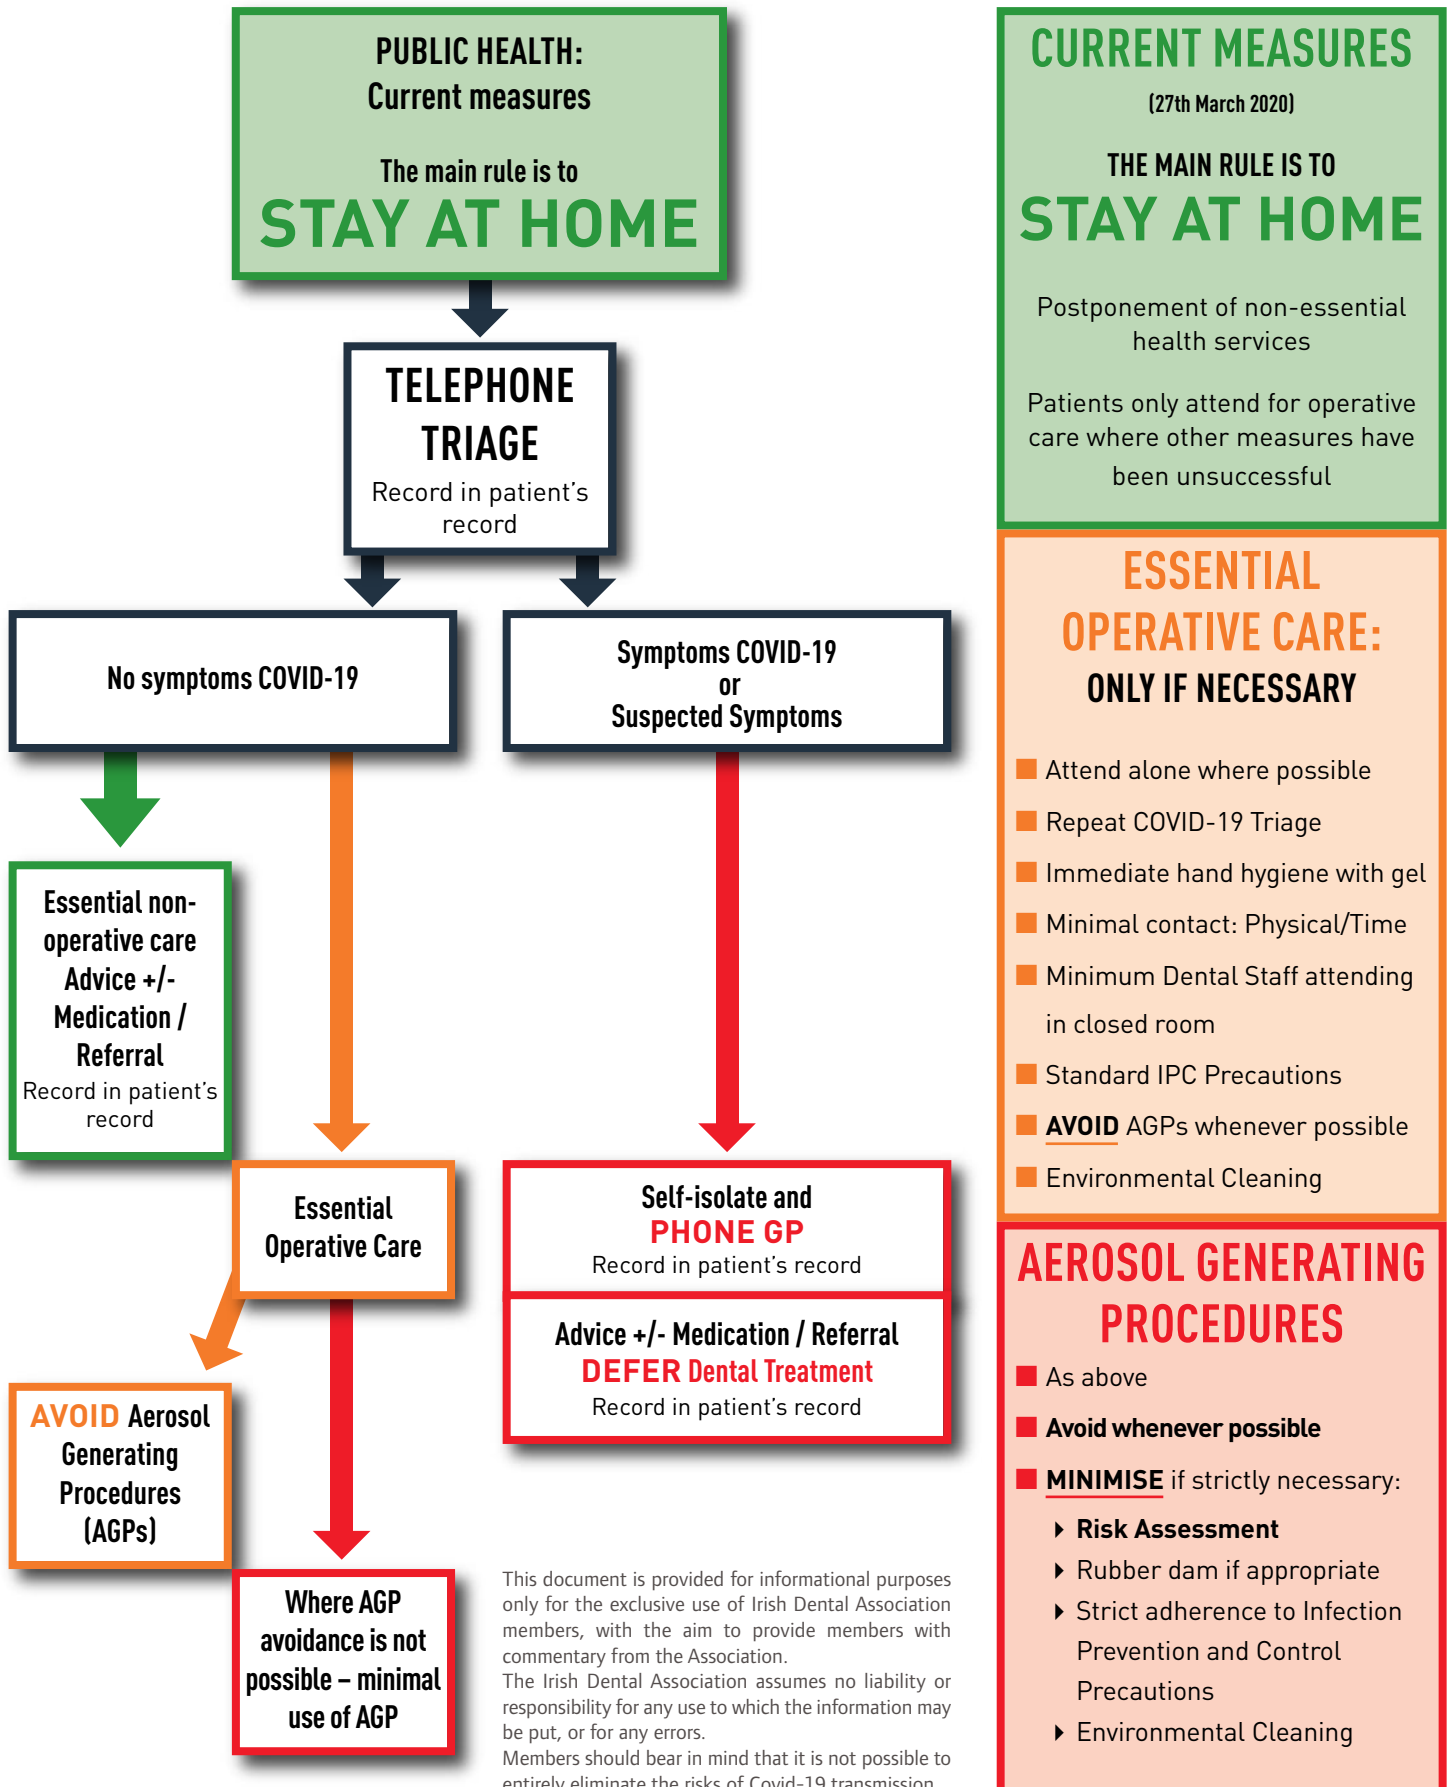 PUBLIC HEALTH:
Current measures
The main rule is to
STAY AT HOME
TELEPHONE
TRIAGE
Record in patient's
record
No symptoms COVID-19
Symptoms COVID-19
or
Suspected Symptoms
Essential non-
operative care
Advice +/-
Medication /
Referral
Record in patient's
record
Essential
Operative Care
Self-isolate and
PHONE GP
Record in patient's record
Advice +/- Medication / Referral
DEFER Dental Treatment
Record in patient's record
AVOID Aerosol
Generating
Procedures
(AGPs)
Where AGP
avoidance is not
possible – minimal
use of AGP
This document is provided for informational purposes
only for the exclusive use of Irish Dental Association
members, with the aim to provide members with
commentary from the Association.
The Irish Dental Association assumes no liability or
responsibility for any use to which the information may
be put, or for any errors.
Members should bear in mind that it is not possible to
entirely eliminate the risks of Covid-19 transmission
CURRENT MEASURES
(27th March 2020)
THE MAIN RULE IS TO
STAY AT HOME
Postponement of non-essential
health services
Patients only attend for operative
care where other measures have
been unsuccessful
ESSENTIAL
OPERATIVE CARE:
ONLY IF NECESSARY
Attend alone where possible
Repeat COVID-19 Triage
Immediate hand hygiene with gel
Minimal contact: Physical/Time
Minimum Dental Staff attending
in closed room
Standard IPC Precautions
AVOID AGPs whenever possible
Environmental Cleaning
AEROSOL GENERATING
PROCEDURES
As above
Avoid whenever possible
MINIMISE if strictly necessary:
Risk Assessment
Rubber dam if appropriate
Strict adherence to Infection
Prevention and Control
Precautions
Environmental Cleaning